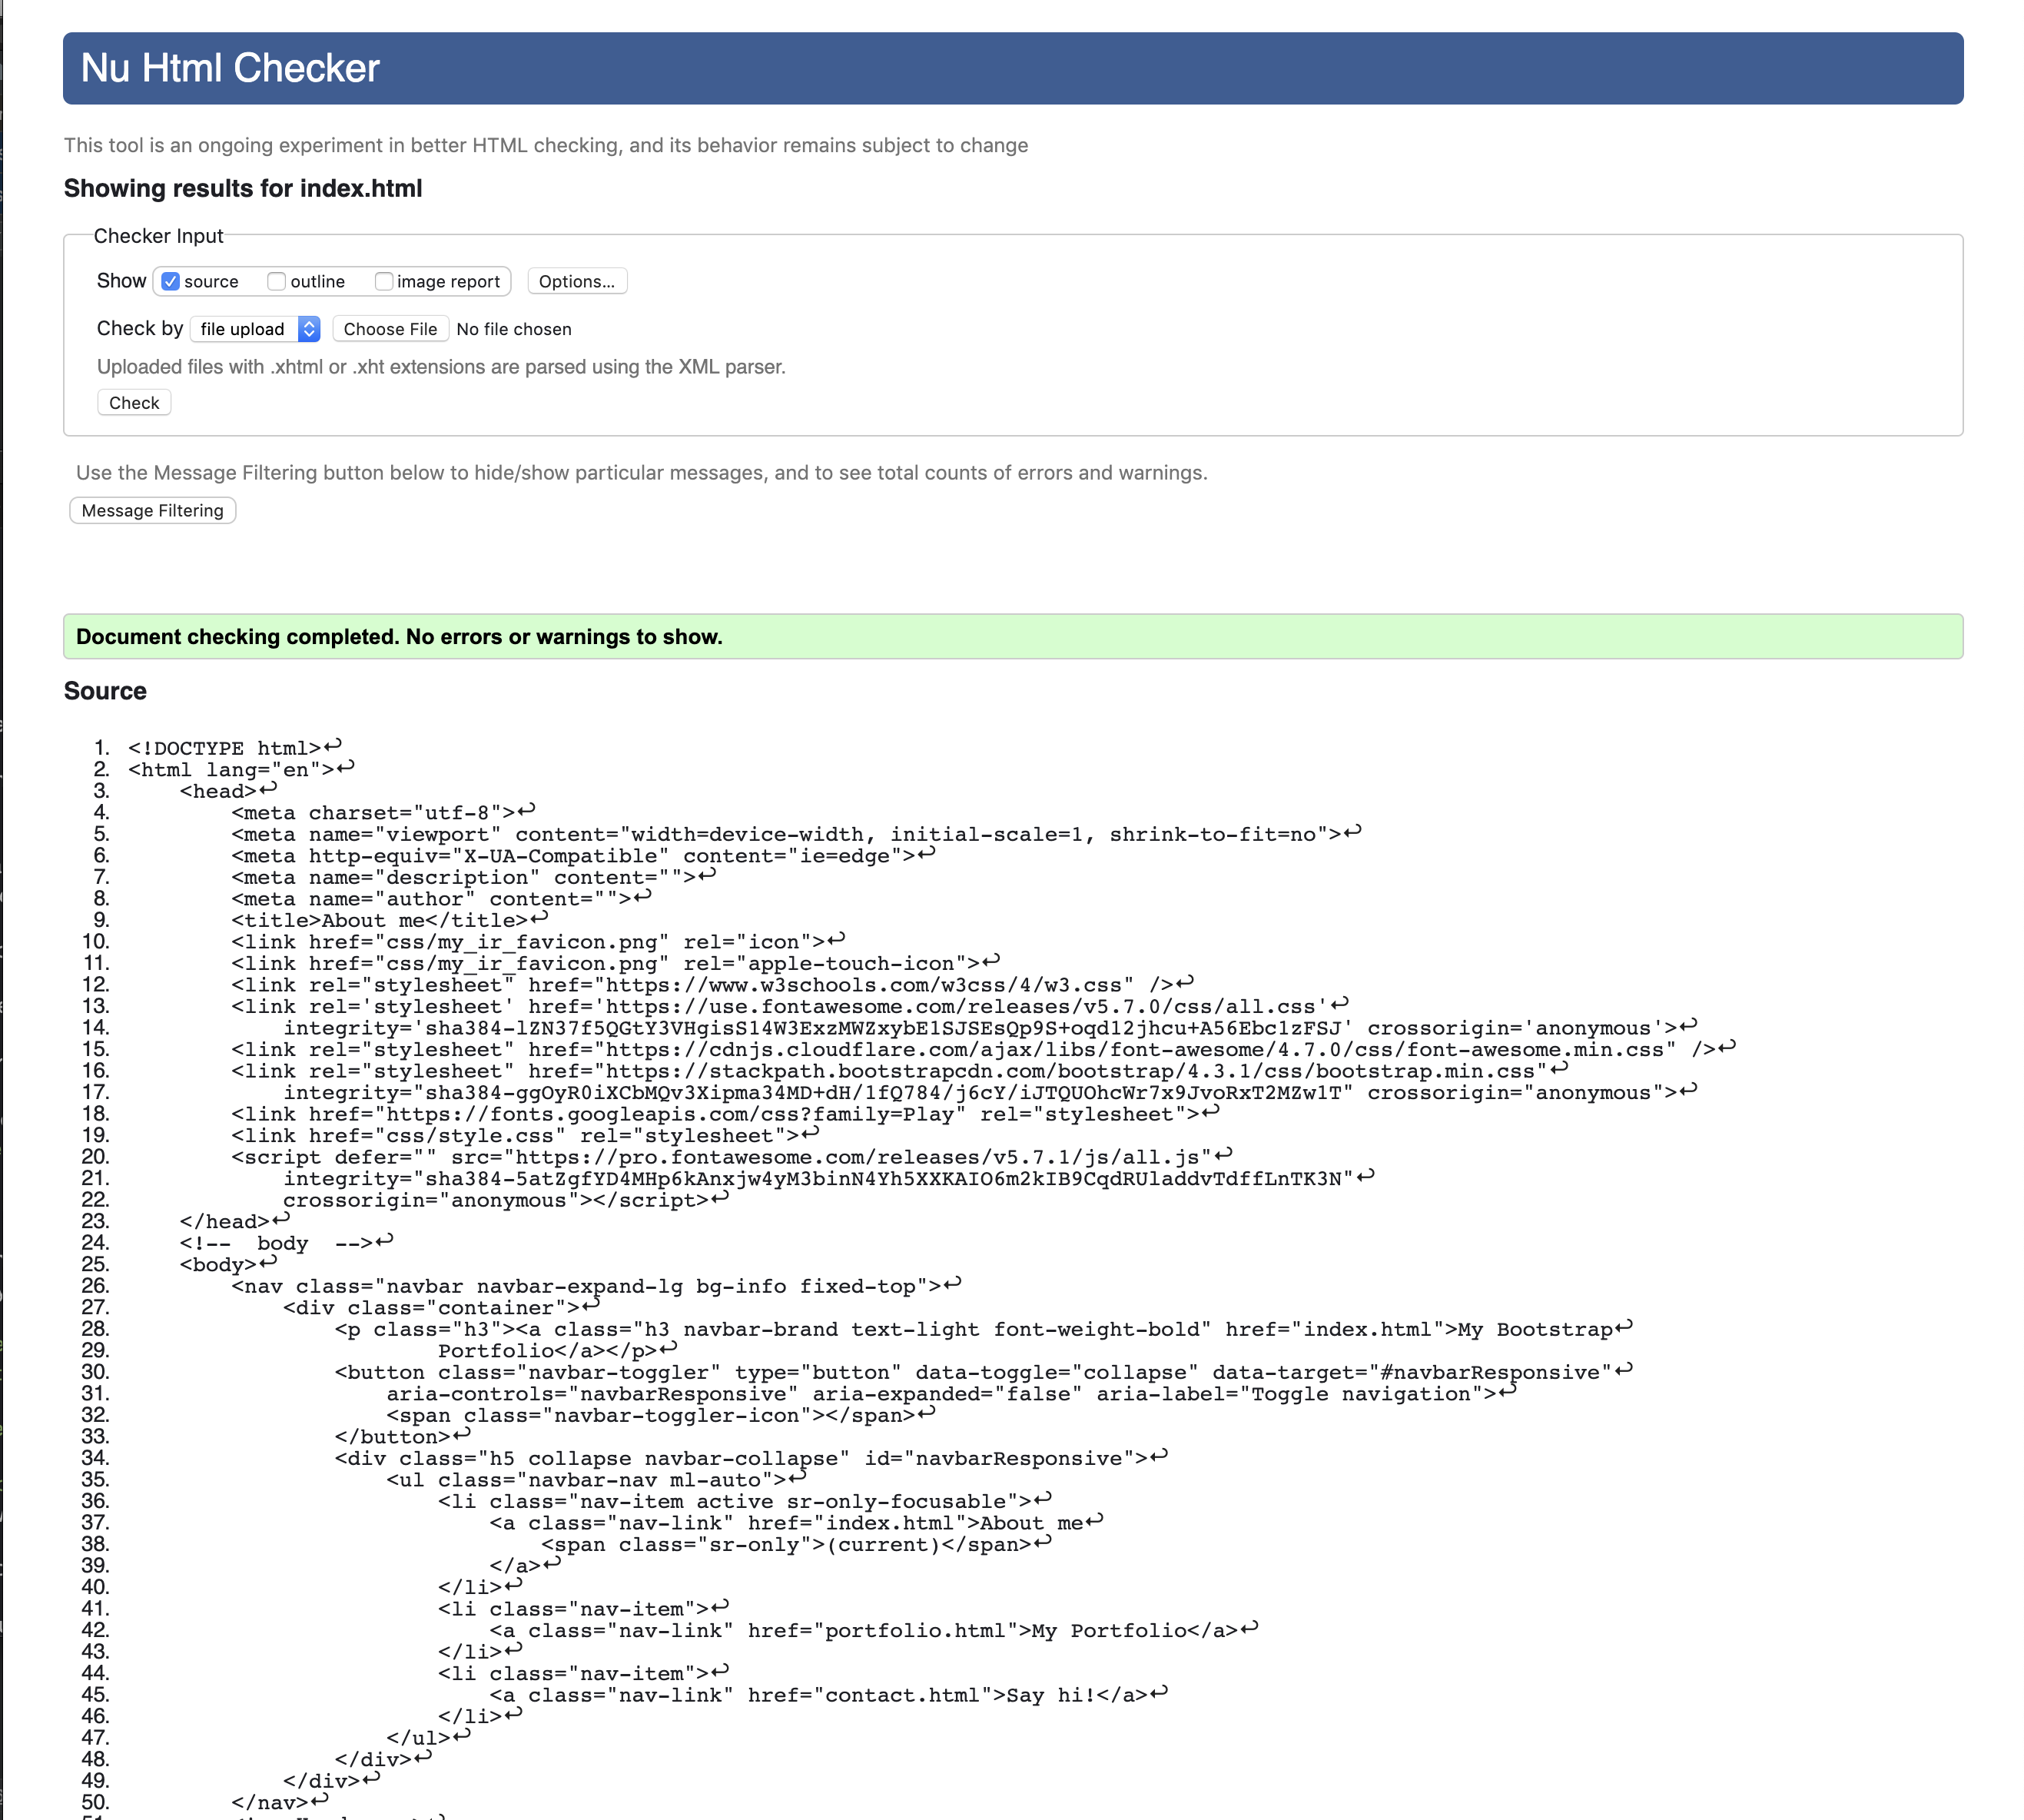 Nu Html Checker
This tool is an ongoing experiment in better HTML checking, and its behavior remains subject to change
Showing results for index.html
Checker Input
Show source outline image report Options...
Check by file upload Choose File No file chosen
Uploaded files with .xhtml or .xht extensions are parsed using the XML parser.
Check
Use the Message Filtering button below to hide/show particular messages, and to see total counts of errors and warnings.
Message Filtering
Document checking completed. No errors or warnings to show.
Source
1. <!DOCTYPE html>↩
2. <html lang="en">↩
3. <head>↩
4. <meta charset="utf-8">↩
5. <meta name="viewport" content="width=device-width, initial-scale=1, shrink-to-fit=no">↩
6. <meta http-equiv="X-UA-Compatible" content="ie=edge">↩
7. <meta name="description" content="">↩
8. <meta name="author" content="">↩
9. <title>About me</title>↩
10. <link href="css/my_ir_favicon.png" rel="icon">↩
11. <link href="css/my_ir_favicon.png" rel="apple-touch-icon">↩
12. <link rel="stylesheet" href="https://www.w3schools.com/w3css/4/w3.css" />↩
13. <link rel='stylesheet' href='https://use.fontawesome.com/releases/v5.7.0/css/all.css'↩
14. integrity='sha384-lZN37f5QGtY3VHgisS14W3ExzMWZxybE1SJSEsQp9S+oqd12jhcu+A56Ebc1zFSJ' crossorigin='anonymous'>↩
15. <link rel="stylesheet" href="https://cdnjs.cloudflare.com/ajax/libs/font-awesome/4.7.0/css/font-awesome.min.css" />↩
16. <link rel="stylesheet" href="https://stackpath.bootstrapcdn.com/bootstrap/4.3.1/css/bootstrap.min.css"↩
17. integrity="sha384-ggOyR0iXCbMQv3Xipma34MD+dH/1fQ784/j6cY/iJTQUOhcWr7x9JvoRxT2MZw1T" crossorigin="anonymous">↩
18. <link href="https://fonts.googleapis.com/css?family=Play" rel="stylesheet">↩
19. <link href="css/style.css" rel="stylesheet">↩
20. <script defer="" src="https://pro.fontawesome.com/releases/v5.7.1/js/all.js"↩
21. integrity="sha384-5atZgfYD4MHp6kAnxjw4yM3binN4Yh5XXKAIO6m2kIB9CqdRUladdvTdffLnTK3N"↩
22. crossorigin="anonymous"></script>↩
23. </head>↩
24. <!--  body  -->↩
25. <body>↩
26. <nav class="navbar navbar-expand-lg bg-info fixed-top">↩
27. <div class="container">↩
28. <p class="h3"><a class="h3 navbar-brand text-light font-weight-bold" href="index.html">My Bootstrap↩
29. Portfolio</a></p>↩
30. <button class="navbar-toggler" type="button" data-toggle="collapse" data-target="#navbarResponsive"↩
31. aria-controls="navbarResponsive" aria-expanded="false" aria-label="Toggle navigation">↩
32. <span class="navbar-toggler-icon"></span>↩
33. </button>↩
34. <div class="h5 collapse navbar-collapse" id="navbarResponsive">↩
35. <ul class="navbar-nav ml-auto">↩
36. <li class="nav-item active sr-only-focusable">↩
37. <a class="nav-link" href="index.html">About me↩
38. <span class="sr-only">(current)</span>↩
39. </a>↩
40. </li>↩
41. <li class="nav-item">↩
42. <a class="nav-link" href="portfolio.html">My Portfolio</a>↩
43. </li>↩
44. <li class="nav-item">↩
45. <a class="nav-link" href="contact.html">Say hi!</a>↩
46. </li>↩
47. </ul>↩
48. </div>↩
49. </div>↩
50. </nav>↩